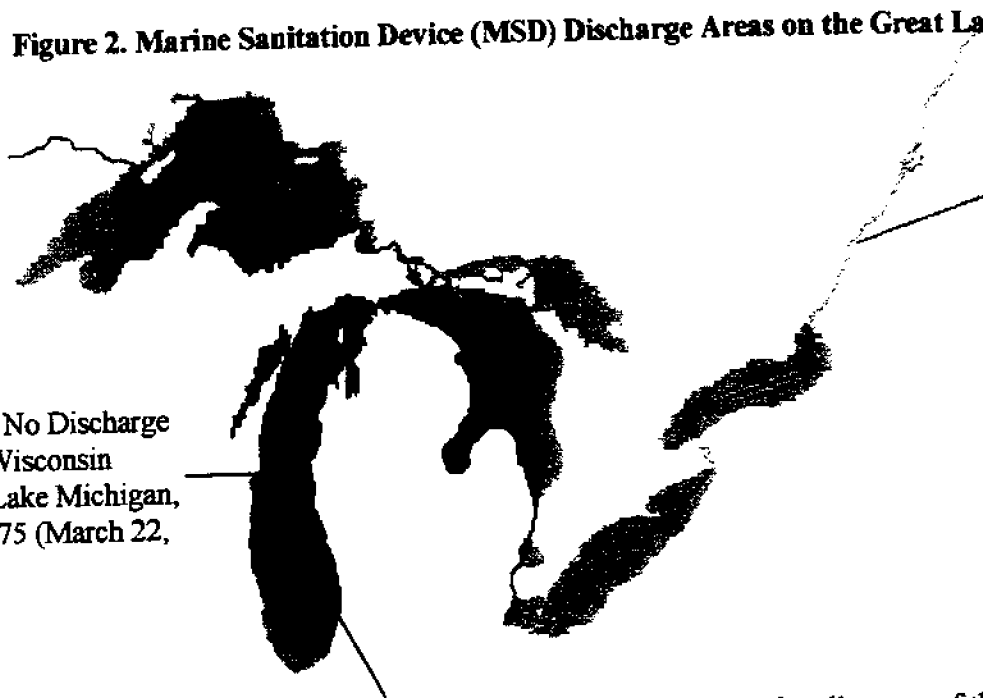 Figure 2. Marine Sanitation Device (MSD) Discharge Areas on the Great La
No Discharge
Wisconsin
Lake Michigan,
75 (March 22,